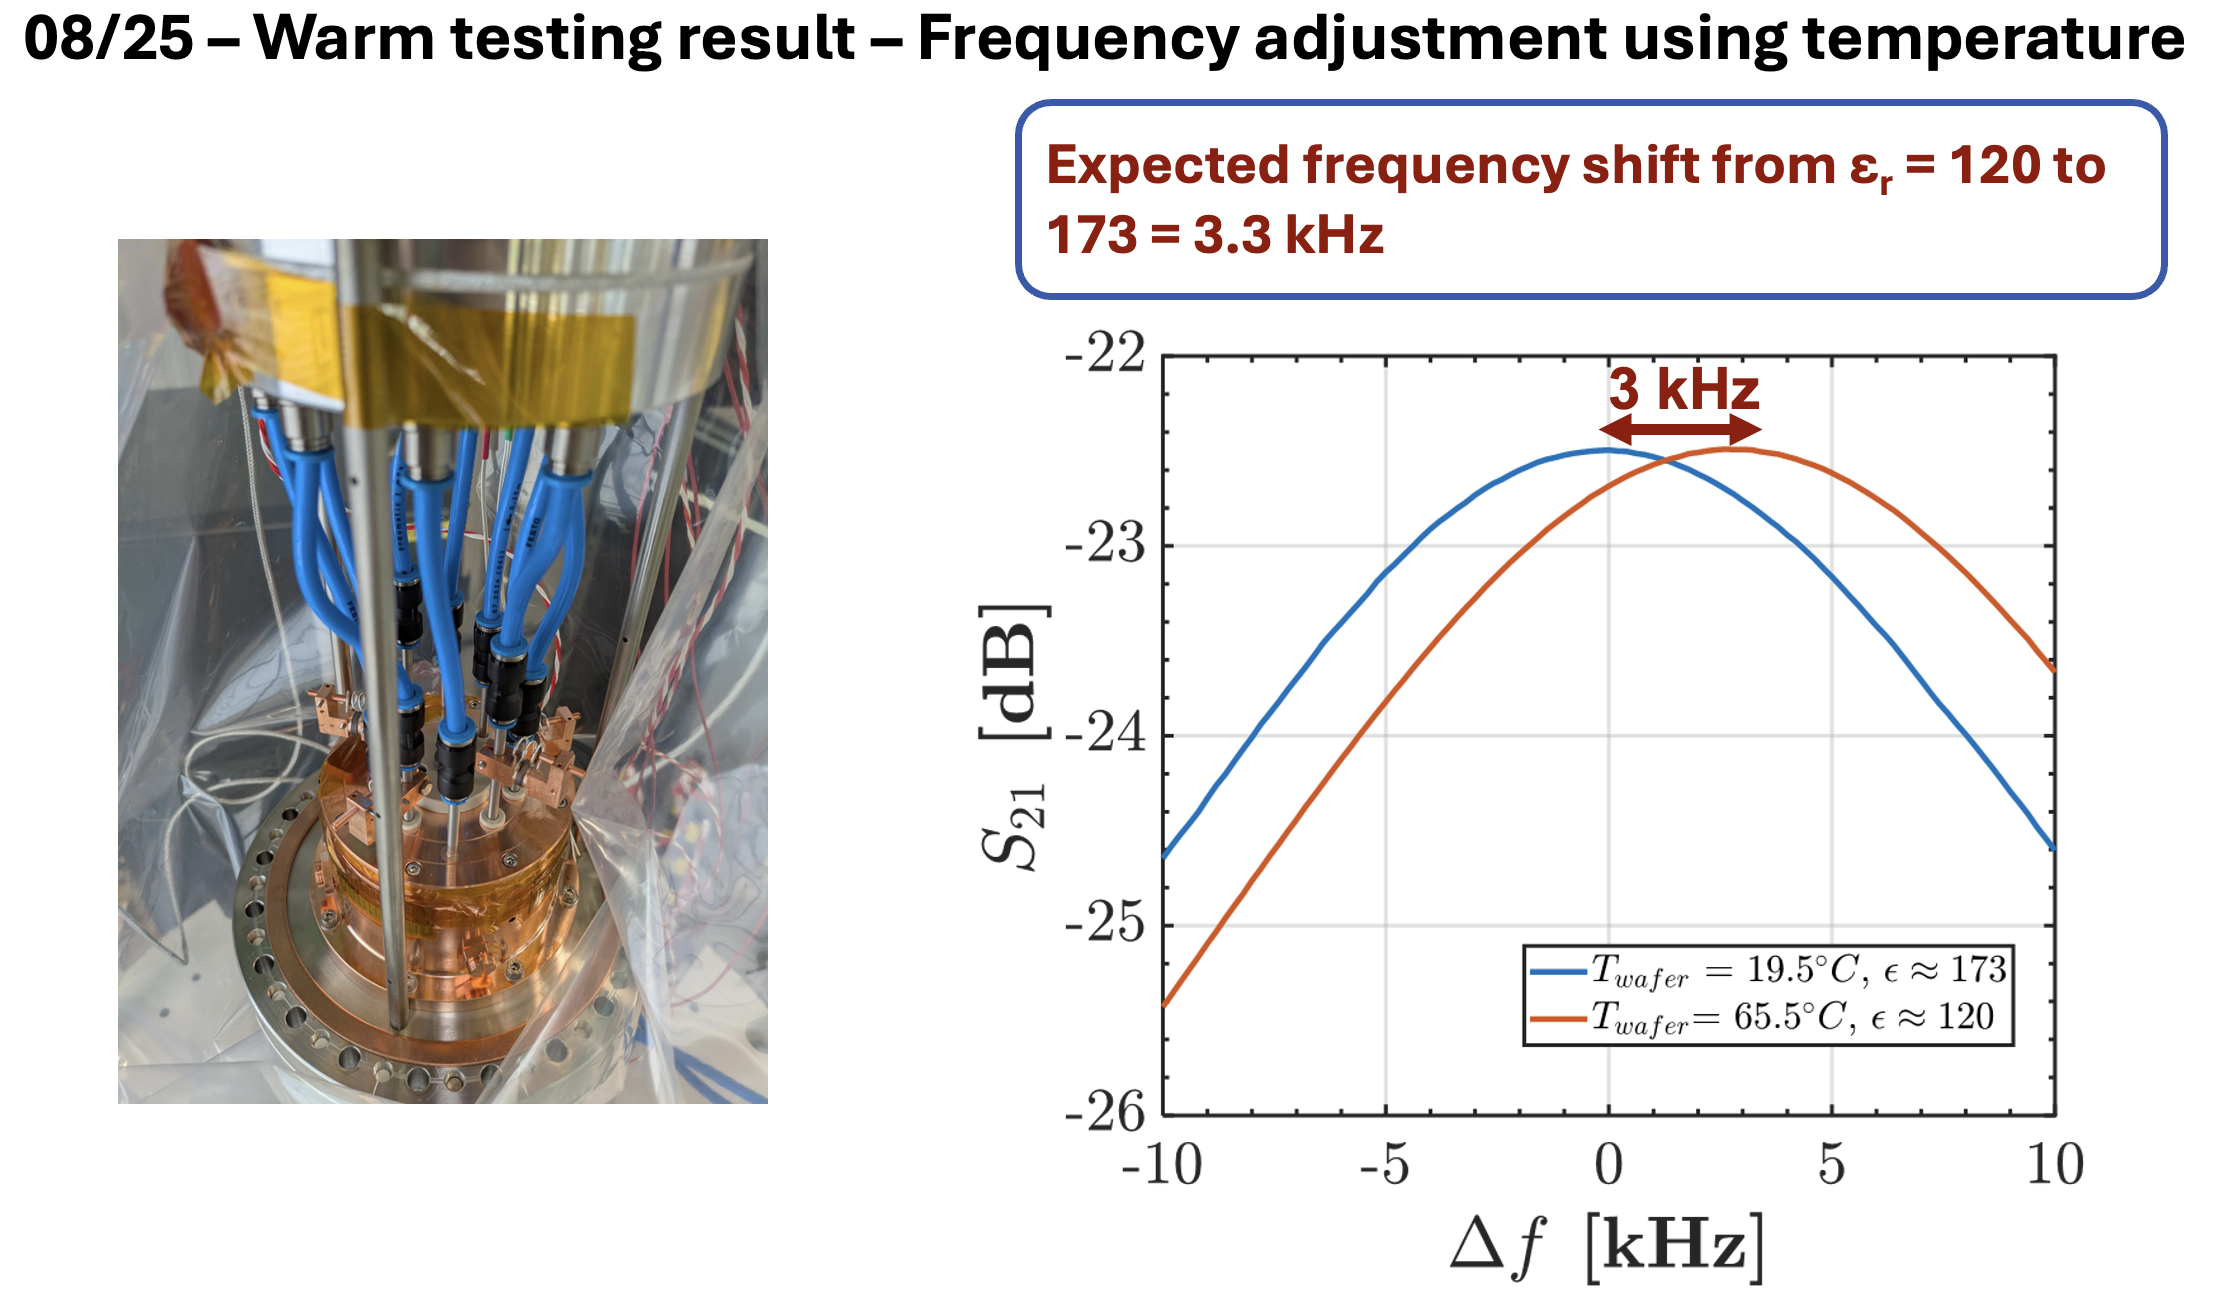 08/25 – Warm testing result – Frequency adjustment using temperature
Expected frequency shift from εr = 120 to
173 = 3.3 kHz
3 kHz
-22
-23
-24
-25
-26
S21 [dB]
Twafer = 19.5°C, ϵ ≈ 173
Twafer = 65.5°C, ϵ ≈ 120
-10 -5 0 5 10
Δf [kHz]
FESTO